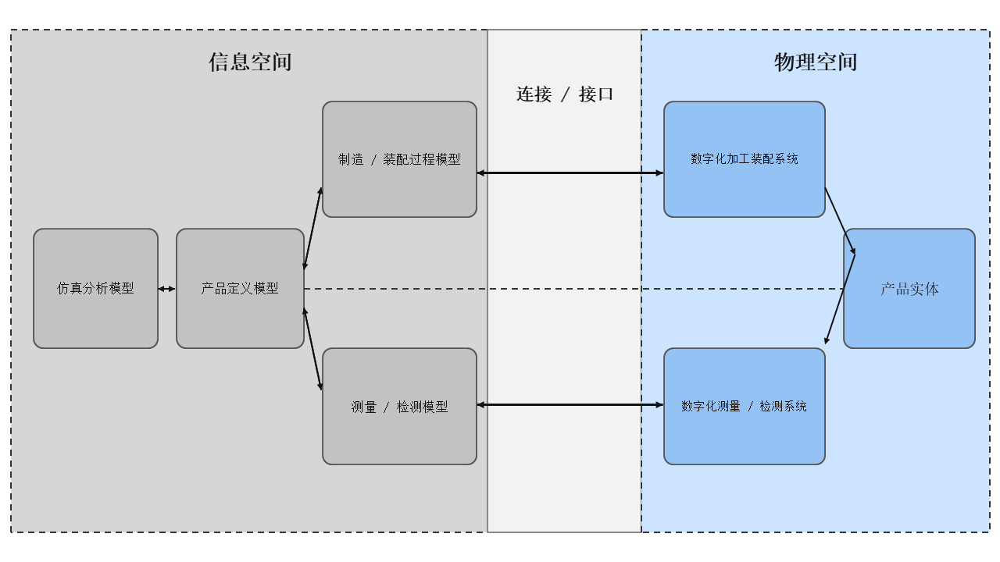 信息空间
物理空间
连接 / 接口
制造 / 装配过程模型
数字化加工装配系统
仿真分析模型
产品定义模型
产品实体
测量 / 检测模型
数字化测量 / 检测系统